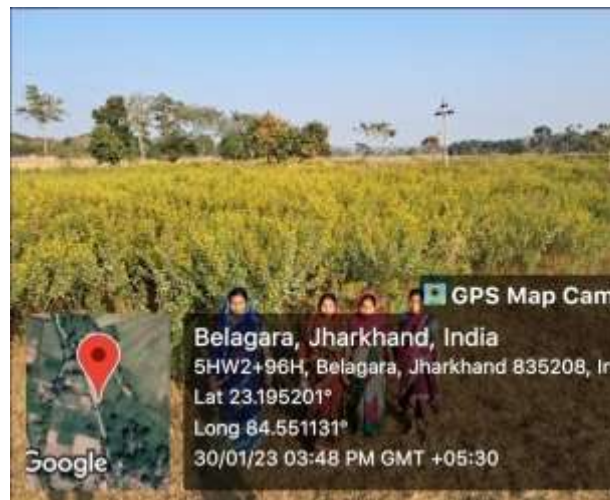 GPS Map Cam
Belagara, Jharkhand, India
5HW2+96H, Belagara, Jharkhand 835208, In
Lat 23.195201°
Long 84.551131°
30/01/23 03:48 PM GMT +05:30
Google